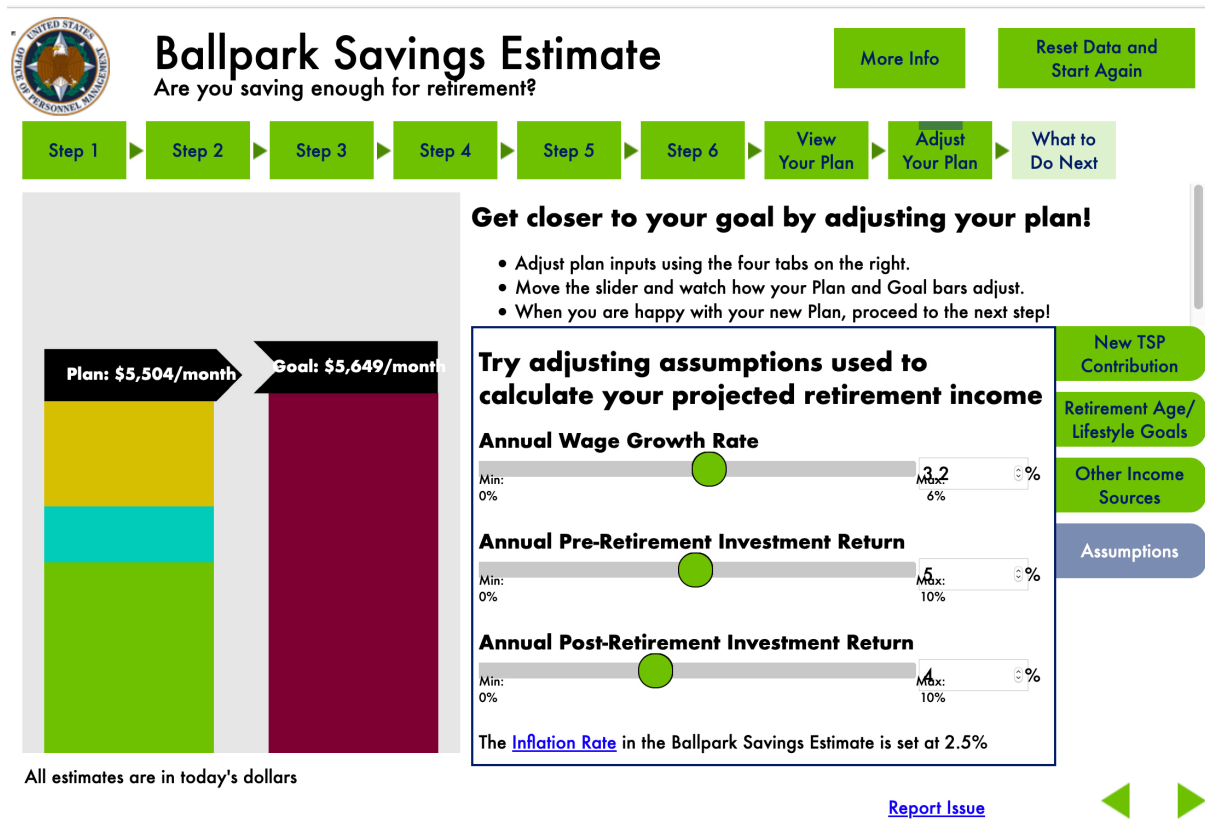 UNITED STATES
OFFICE OF PERSONNEL MANAGEMENT
Ballpark Savings Estimate
Are you saving enough for retirement?
More Info
Reset Data and
Start Again
Step 1
Step 2
Step 3
Step 4
Step 5
Step 6
View
Your Plan
Adjust
Your Plan
What to
Do Next
Plan: $5,504/month
Goal: $5,649/month
All estimates are in today's dollars
Get closer to your goal by adjusting your plan!
• Adjust plan inputs using the four tabs on the right.
• Move the slider and watch how your Plan and Goal bars adjust.
• When you are happy with your new Plan, proceed to the next step!
Try adjusting assumptions used to
calculate your projected retirement income
Annual Wage Growth Rate
Min:
0%
Max:
6%
3.2
%
Annual Pre-Retirement Investment Return
Min:
0%
Max:
10%
5
%
Annual Post-Retirement Investment Return
Min:
0%
Max:
10%
4
%
The Inflation Rate in the Ballpark Savings Estimate is set at 2.5%
New TSP
Contribution
Retirement Age/
Lifestyle Goals
Other Income
Sources
Assumptions
Report Issue